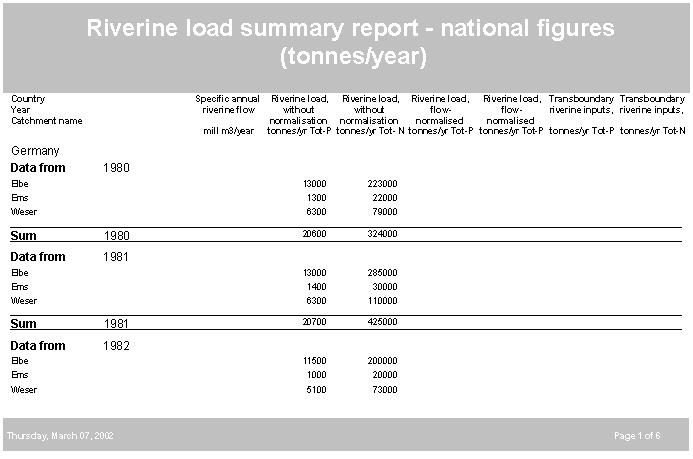 Riverine load summary report - national figures
(tonnes/year)
Country Specific annual Riverine load, Riverine load, Riverine load, Riverine load, Transboundary Transboundary
Year riverine flow without without flow- flow- riverine inputs, riverine inputs,
Catchment name normalisation normalisation normalised normalised
mill m3/year tonnes/yr Tot-P tonnes/yr Tot- N tonnes/yr Tot-P tonnes/yr Tot-P tonnes/yr Tot-P tonnes/yr Tot-N
Germany
Data from 1980
Elbe 13000 223000
Ems 1300 22000
Weser 6300 79000
Sum 1980 20600 324000
Data from 1981
Elbe 13000 285000
Ems 1400 30000
Weser 6300 110000
Sum 1981 20700 425000
Data from 1982
Elbe 11500 200000
Ems 1000 20000
Weser 5100 73000
Thursday, March 07, 2002 Page 1 of 6